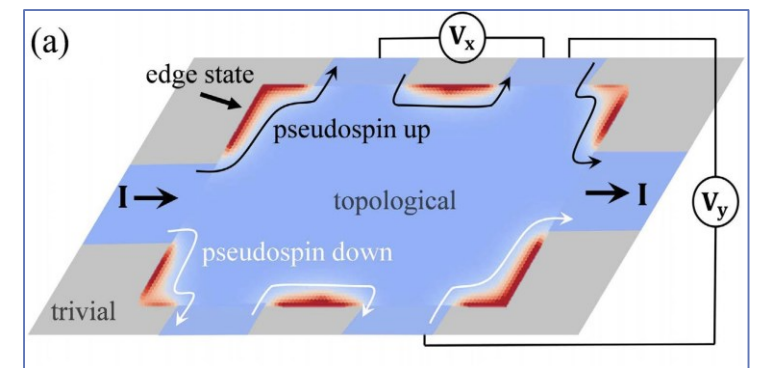 (a)
Vx
edge state
pseudospin up
I
topological
I
Vy
pseudospin down
trivial